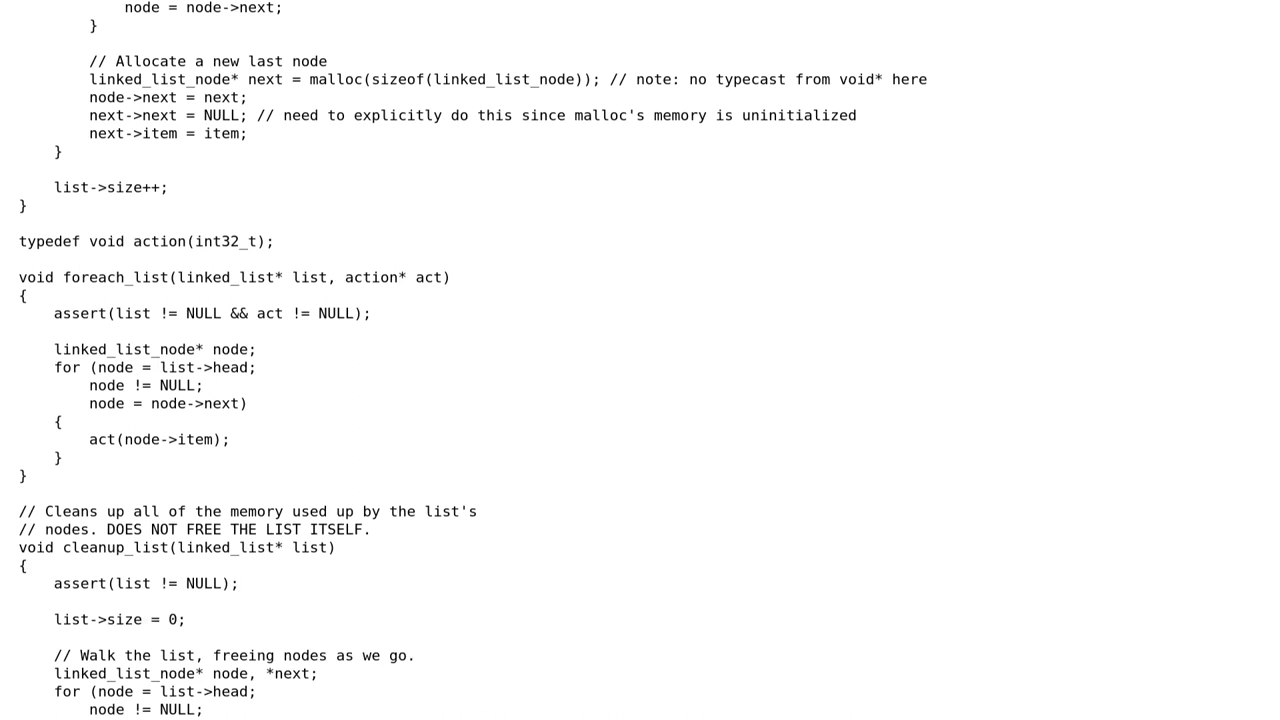 node = node->next;
        }

        // Allocate a new last node
        linked_list_node* next = malloc(sizeof(linked_list_node)); // note: no typecast from void* here
        node->next = next;
        next->next = NULL; // need to explicitly do this since malloc's memory is uninitialized
        next->item = item;
    }

    list->size++;
}

typedef void action(int32_t);

void foreach_list(linked_list* list, action* act)
{
    assert(list != NULL && act != NULL);

    linked_list_node* node;
    for (node = list->head;
        node != NULL;
        node = node->next)
    {
        act(node->item);
    }
}

// Cleans up all of the memory used up by the list's
// nodes. DOES NOT FREE THE LIST ITSELF.
void cleanup_list(linked_list* list)
{
    assert(list != NULL);

    list->size = 0;

    // Walk the list, freeing nodes as we go.
    linked_list_node* node, *next;
    for (node = list->head;
        node != NULL;